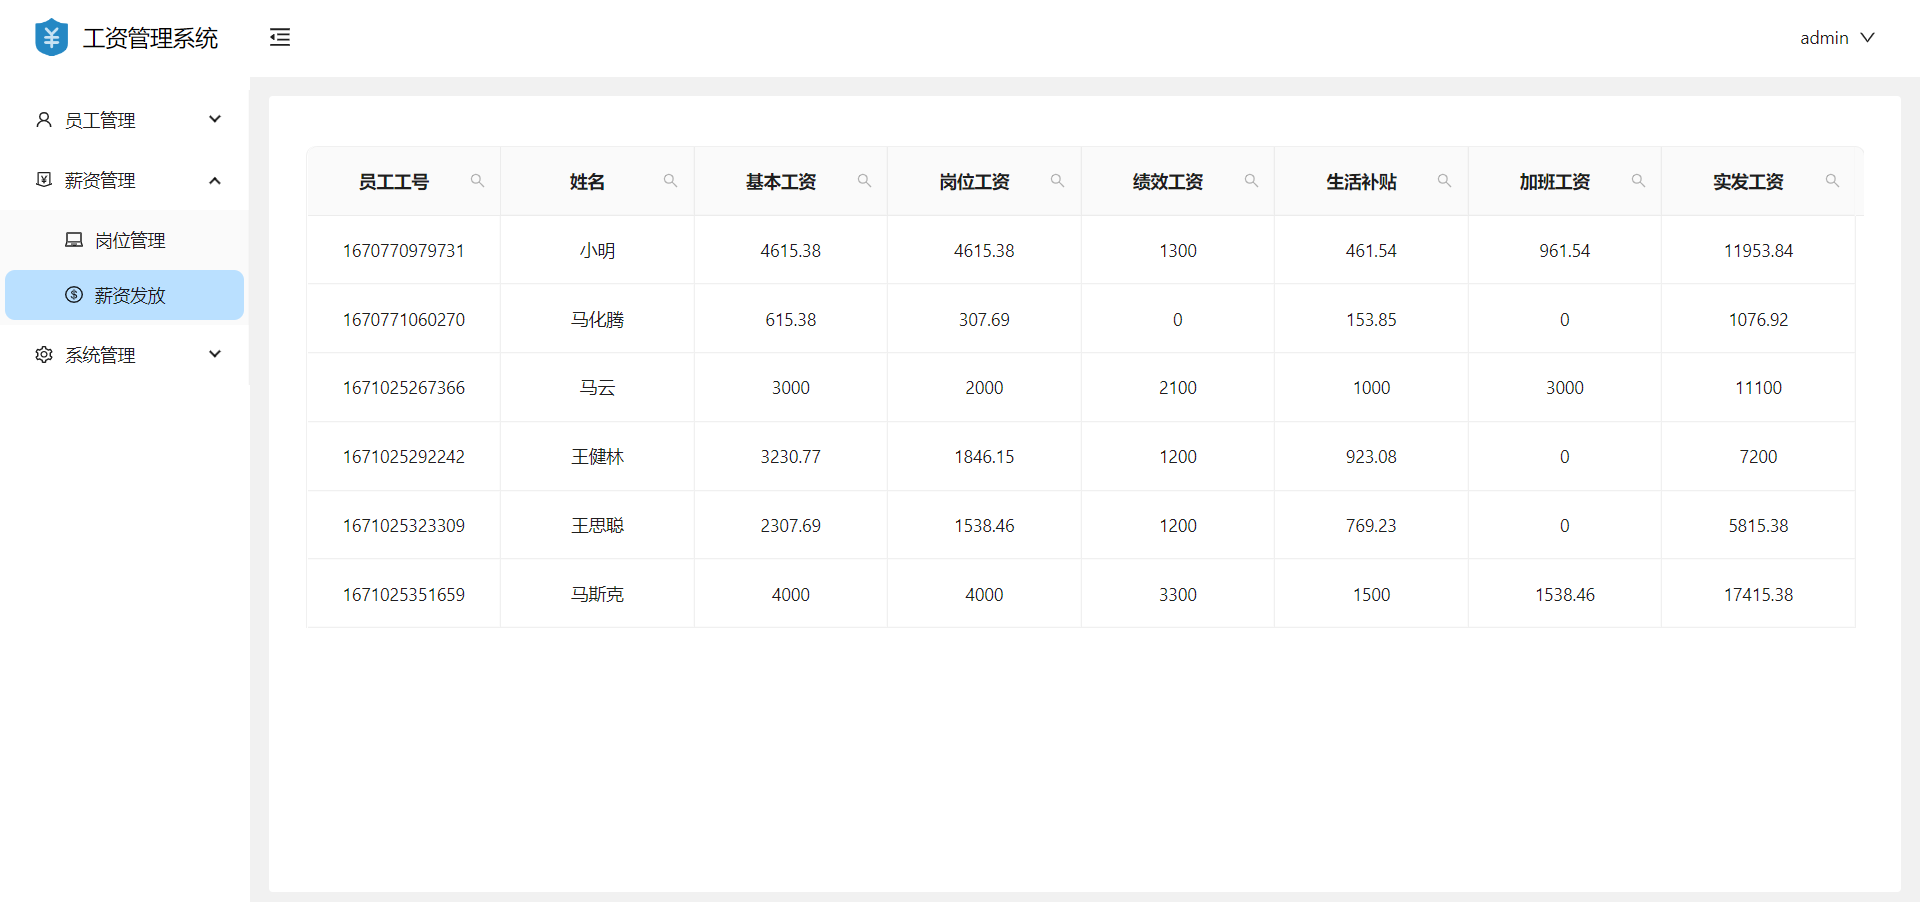 工资管理系统
admin
员工管理
薪资管理
岗位管理
薪资发放
系统管理
员工工号 姓名 基本工资 岗位工资 绩效工资 生活补贴 加班工资 实发工资
1670770979731 小明 4615.38 4615.38 1300 461.54 961.54 11953.84
1670771060270 马化腾 615.38 307.69 0 153.85 0 1076.92
1671025267366 马云 3000 2000 2100 1000 3000 11100
1671025292242 王健林 3230.77 1846.15 1200 923.08 0 7200
1671025323309 王思聪 2307.69 1538.46 1200 769.23 0 5815.38
1671025351659 马斯克 4000 4000 3300 1500 1538.46 17415.38